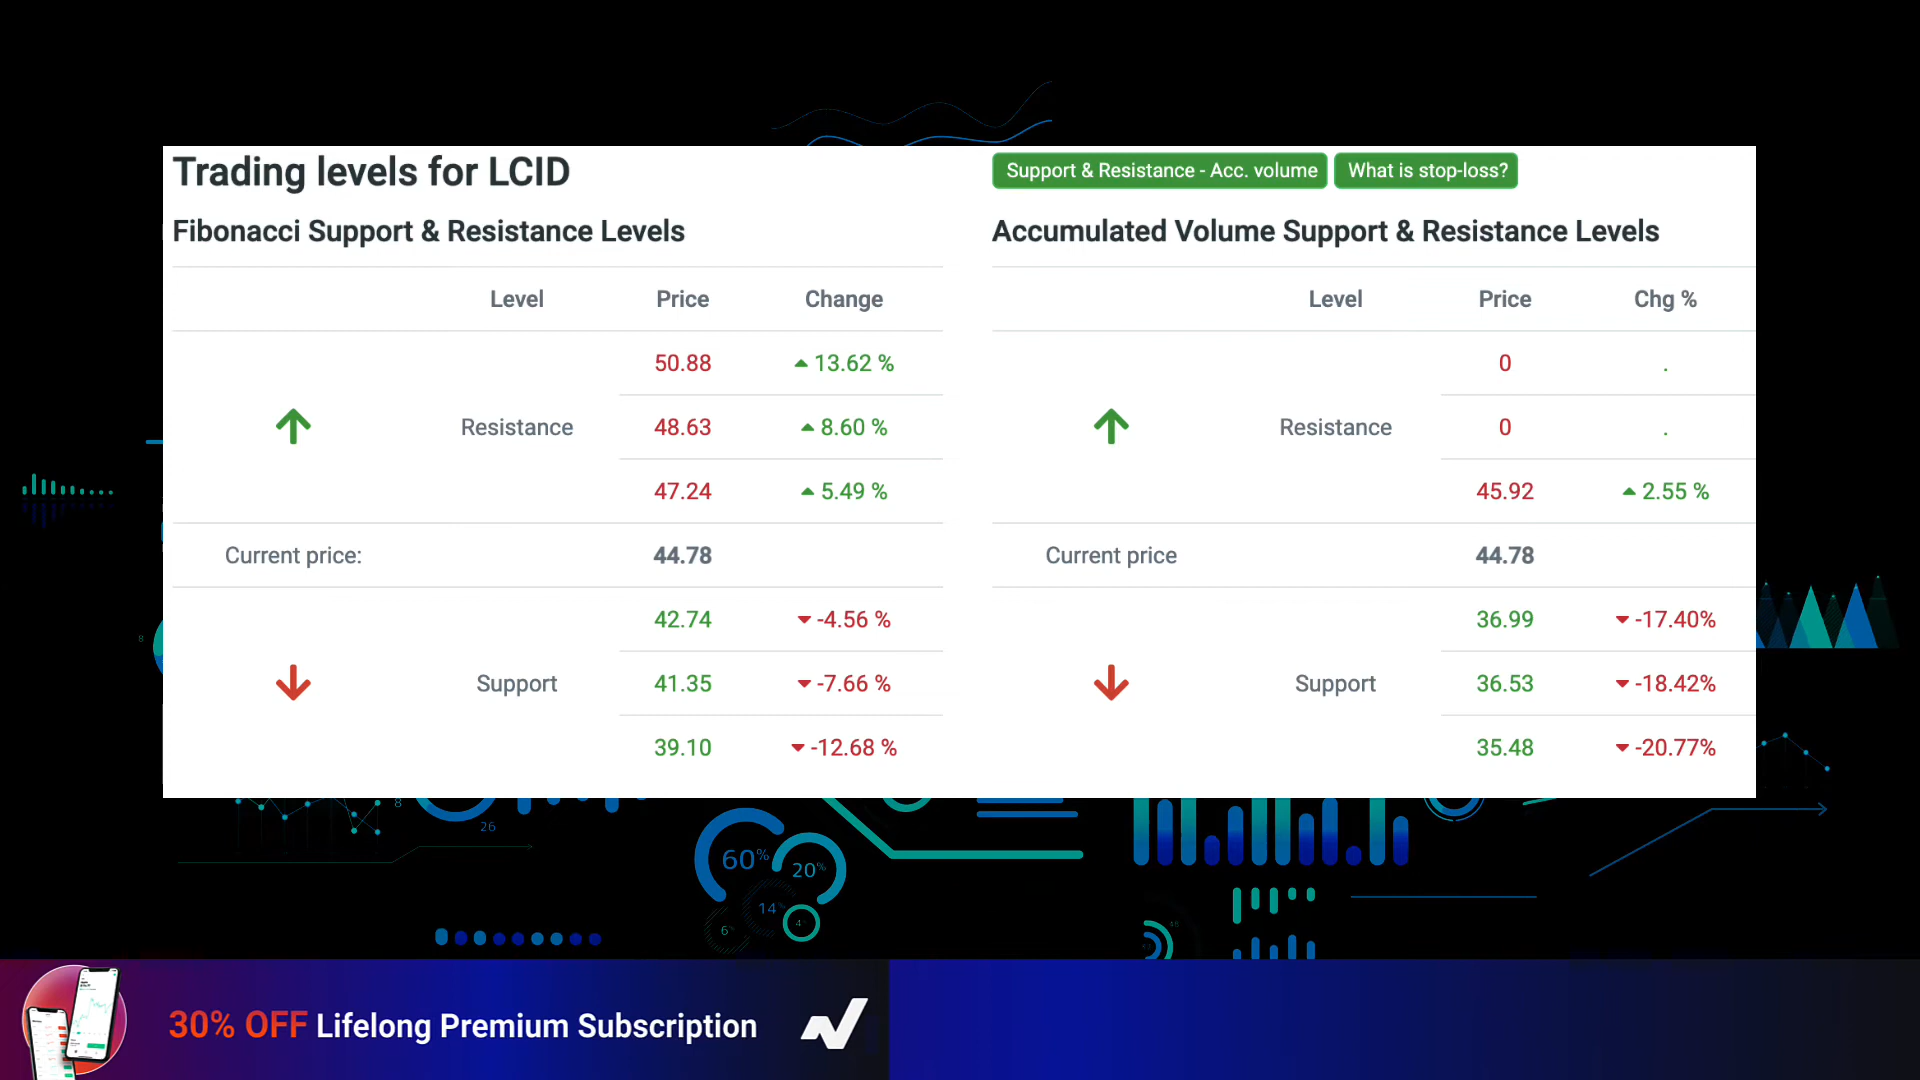 Trading levels for LCID
Support & Resistance - Acc. volume
What is stop-loss?
Fibonacci Support & Resistance Levels
Level Price Change
50.88 13.62 %
Resistance 48.63 8.60 %
47.24 5.49 %
Current price: 44.78
42.74 -4.56 %
Support 41.35 -7.66 %
39.10 -12.68 %
Accumulated Volume Support & Resistance Levels
Level Price Chg %
0 .
Resistance 0 .
45.92 2.55 %
Current price 44.78
36.99 -17.40%
Support 36.53 -18.42%
35.48 -20.77%
8
8
26
60%
20%
14
6
4
30% OFF Lifelong Premium Subscription